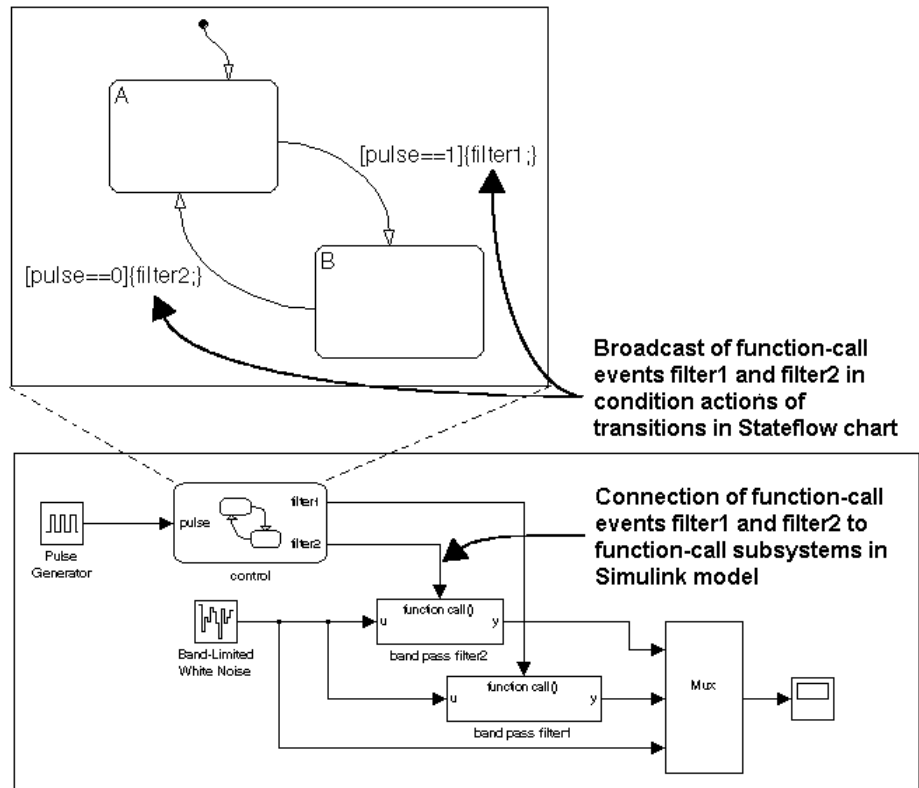 A
[pulse==1]{filter1;}
B
[pulse==0]{filter2;}
Broadcast of function-call
events filter1 and filter2 in
condition actions of
transitions in Stateflow chart
pulse
filter1
filter2
control
Pulse
Generator
Connection of function-call
events filter1 and filter2 to
function-call subsystems in
Simulink model
Band-Limited
White Noise
function call()
u
y
band pass filter2
function call()
u
y
band pass filter1
Mux